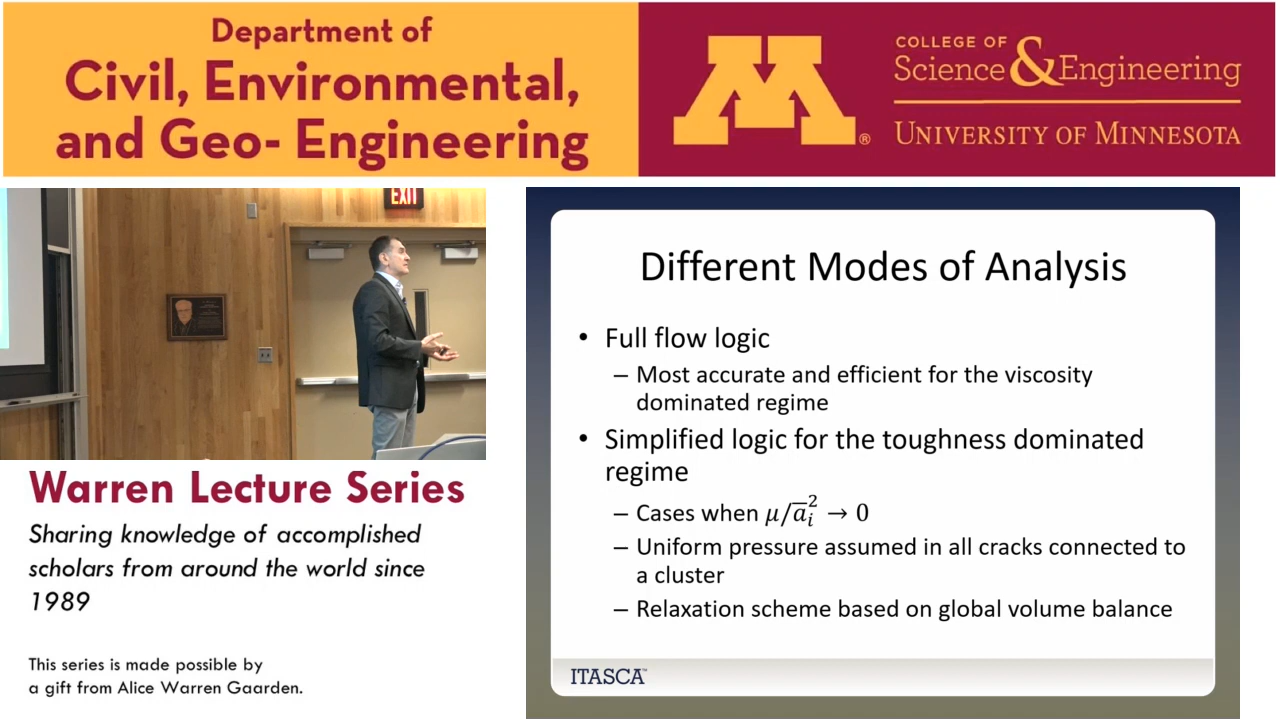 Department of
Civil, Environmental,
and Geo- Engineering
M®
COLLEGE OF
Science & Engineering
UNIVERSITY OF MINNESOTA
EXIT
Warren Lecture Series
Sharing knowledge of accomplished
scholars from around the world since
1989
This series is made possible by
a gift from Alice Warren Gaarden.
Different Modes of Analysis
• Full flow logic
– Most accurate and efficient for the viscosity
dominated regime
• Simplified logic for the toughness dominated
regime
– Cases when μ/a̅ᵢ² → 0
– Uniform pressure assumed in all cracks connected to
a cluster
– Relaxation scheme based on global volume balance
ITASCA™